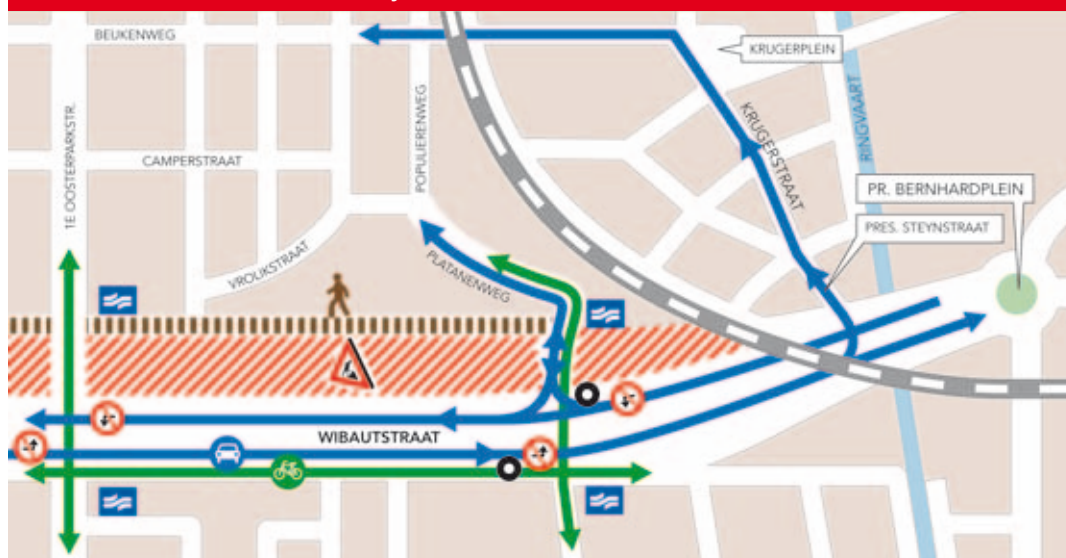 BEUKENWEG
KRUGERPLEIN
1E OOSTERPARKSTR.
CAMPERSTRAAT
POPULIERENWEG
KRUGERSTRAAT
RINGVAART
PR. BERNHARDPLEIN
PRES. STEYNSTRAAT
VROLIKSTRAAT
PLATANENWEG
WIBAUTSTRAAT